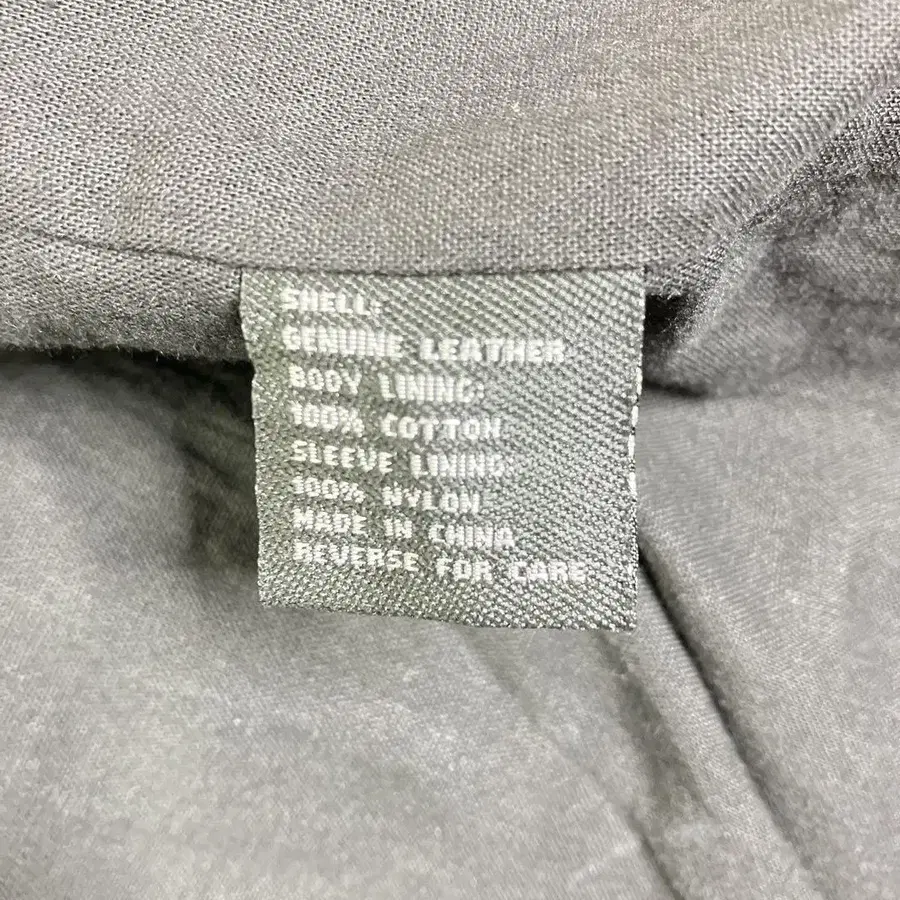 SHELL:
GENUINE LEATHER
BODY LINING:
100% COTTON
SLEEVE LINING:
100% NYLON
MADE IN CHINA
REVERSE FOR CARE